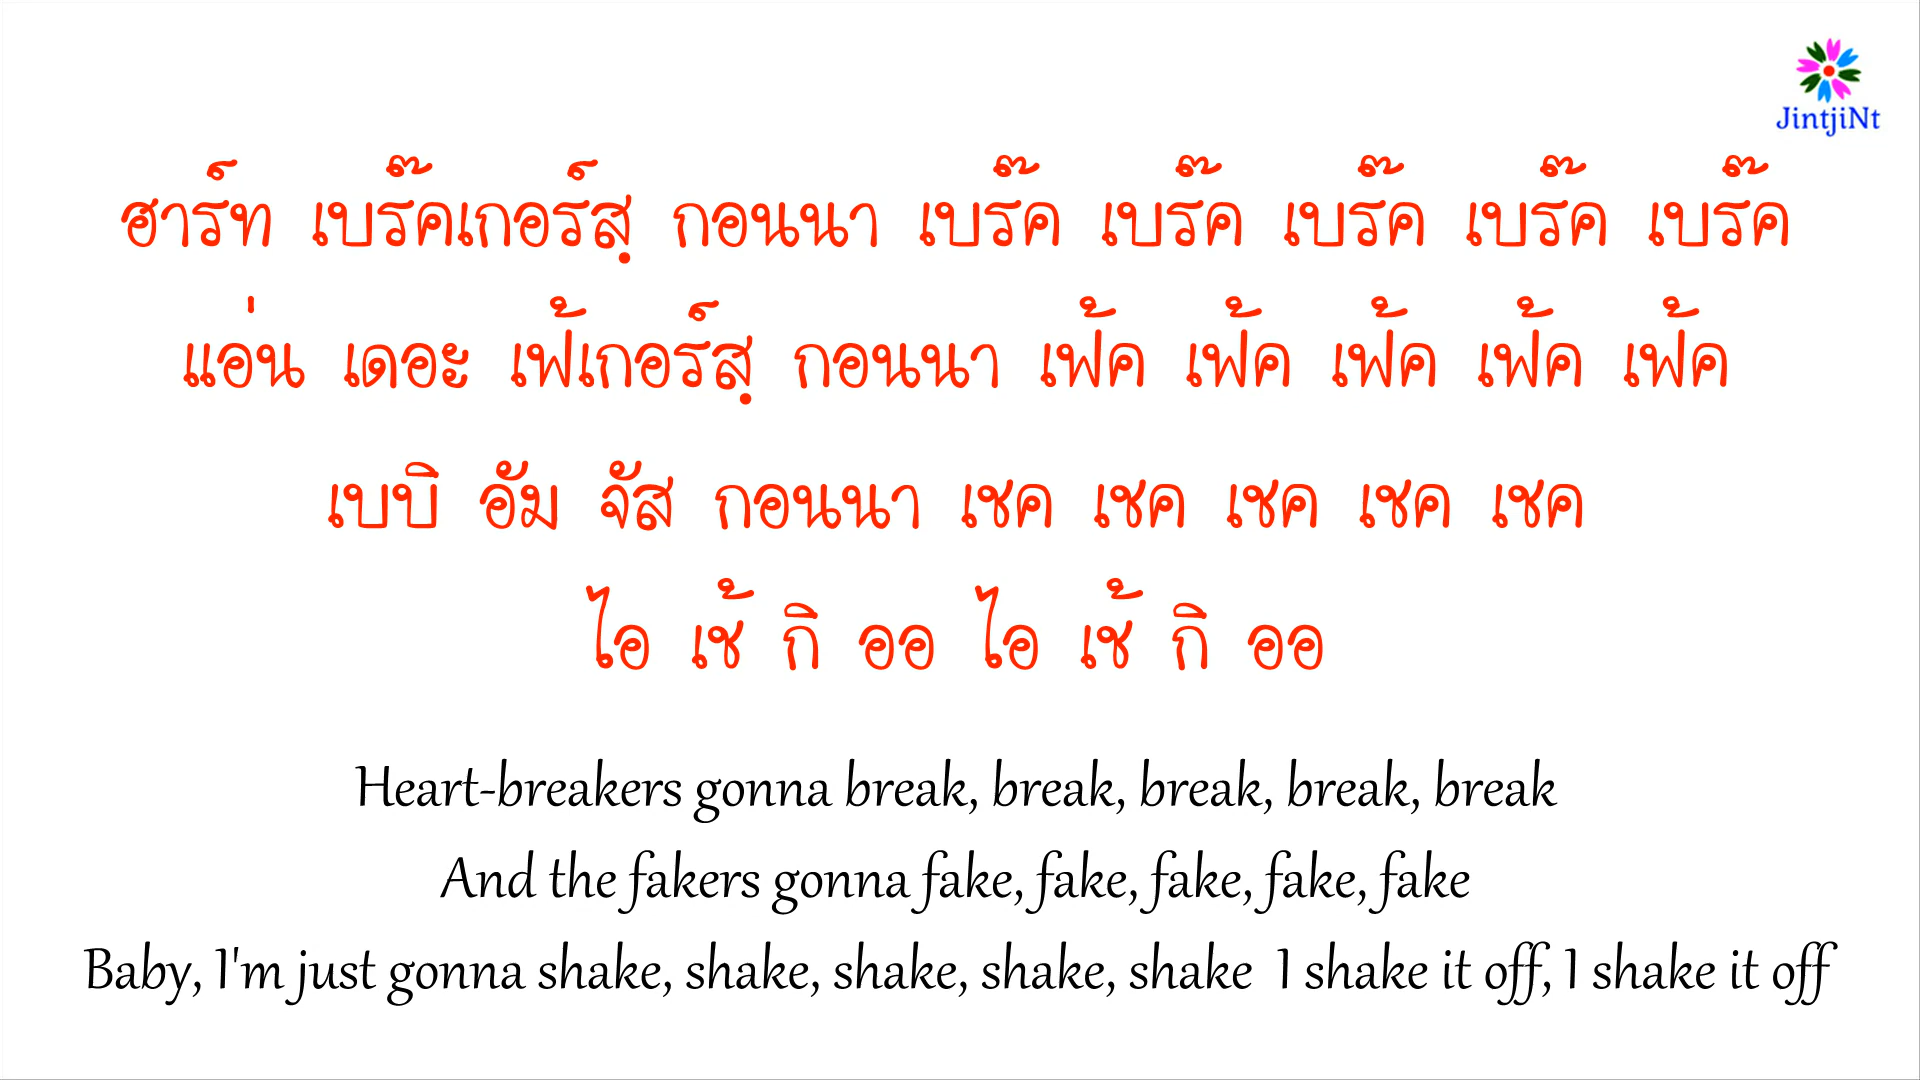 JintjiNt
ฮาร์ท เบร๊คเกอร์สฺ กอนนา เบร๊ค เบร๊ค เบร๊ค เบร๊ค เบร๊ค
แอ่น เดอะ เฟ้เกอร์สฺ กอนนา เฟ้ค เฟ้ค เฟ้ค เฟ้ค เฟ้ค
เบบิ อัม จัส กอนนา เชค เชค เชค เชค เชค
ไอ เช้ กิ ออ ไอ เช้ กิ ออ
Heart-breakers gonna break, break, break, break, break
And the fakers gonna fake, fake, fake, fake, fake
Baby, I'm just gonna shake, shake, shake, shake, shake I shake it off, I shake it off